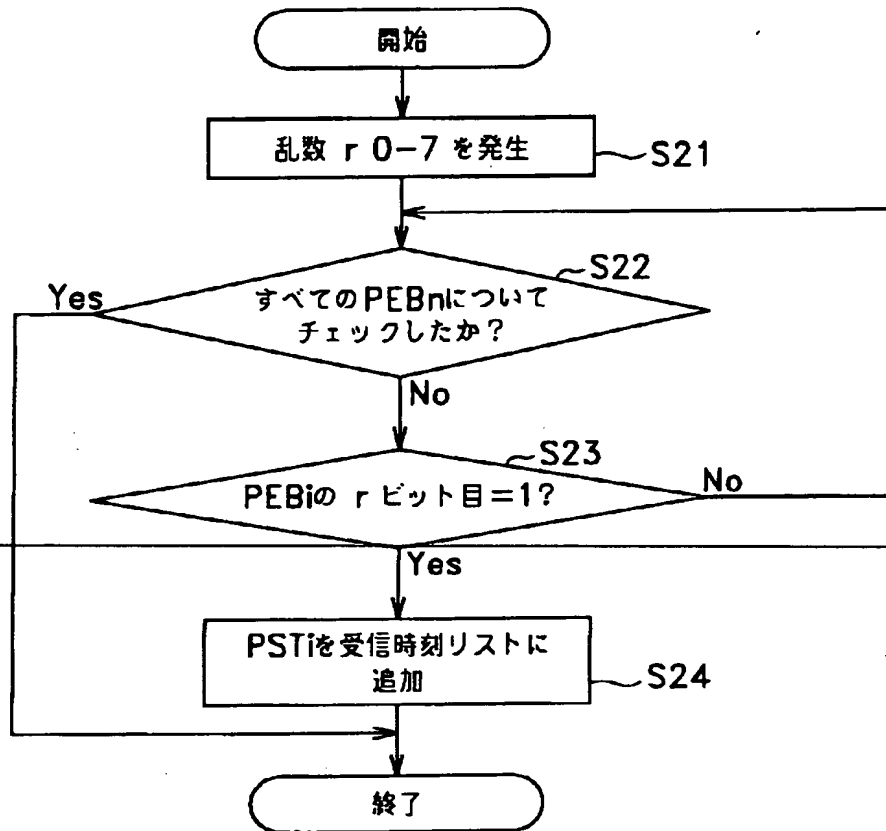 開始
乱数 r 0-7 を発生
S21
S22
Yes
すべてのPEBnについて
チェックしたか？
No
S23
PEBiの r ビット目=1？
No
Yes
PSTiを受信時刻リストに
追加
S24
終了